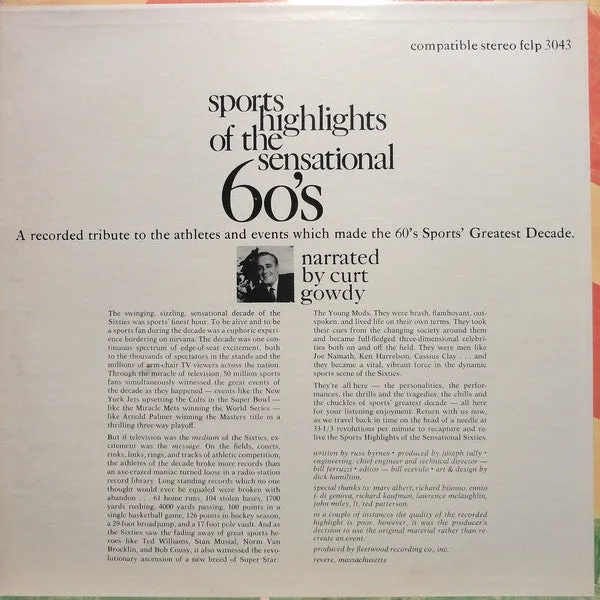 compatible stereo fclp 3043
sports
highlights
of the
sensational
60's
A recorded tribute to the athletes and events which made the 60's Sports' Greatest Decade.
narrated
by curt
gowdy
The swinging, sizzling, sensational decade of the
Sixties was sports' finest hour. To be alive and to be
a sports fan during the decade was a euphoric experi-
ence bordering on nirvana. The decade was one con-
tinuous spectrum of edge-of-seat excitement, both
to the thousands of spectators in the stands and the
millions of arm-chair TV viewers across the nation.
Through the miracle of television, 50 million sports
fans simultaneously witnessed the great events of
the decade as they happened — events like the New
York Jets upsetting the Colts in the Super Bowl —
like the Miracle Mets winning the World Series —
like Arnold Palmer winning the Masters title in a
thrilling three-way playoff.
But if television was the medium of the Sixties, ex-
citement was the message. On the fields, courts,
rinks, links, rings, and tracks of athletic competition,
the athletes of the decade broke more records than
an axe-crazed maniac turned loose in a radio station
record library. Long standing records which no one
thought would ever be equaled were broken with
abandon . . . 61 home runs, 104 stolen bases, 1700
yards rushing, 4000 yards passing, 100 points in a
single basketball game, 126 points in hockey season,
a 29-foot broadjump, and a 17-foot pole vault. And as
the Sixties saw the fading away of great sports he-
roes like Ted Williams, Stan Musial, Norm Van
Brocklin, and Bob Cousy, it also witnessed the revo-
lutionary ascension of a new breed of Super Star:
The Young Mods. They were brash, flamboyant, out-
spoken, and lived life on their own terms. They took
their cues from the changing society around them
and became full-fledged three-dimensional celebri-
ties both on and off the field. They were men like
Joe Namath, Ken Harrelson, Cassius Clay . . . and
they became a vital, vibrant force in the dynamic
sports scene of the Sixties.
They're all here — the personalities, the perfor-
mances, the thrills and the tragedies, the chills and
the chuckles of sports' greatest decade — all here
for your listening enjoyment. Return with us now,
as we travel back in time on the head of a needle at
33-1/3 revolutions per minute to recapture and re-
live the Sports Highlights of the Sensational Sixties.
written by russ byrnes • produced by joseph tully •
engineering: chief engineer and technical director —
bill ferruzzi • editor — bill ecevido • art & design by
dick hamilton.
special thanks to: marv albert, richard buonno, ennio
j. di genova, richard kaufman, lawrence mclaughlin,
john miley, lt. ted patterson.
in a couple of instances the quality of the recorded
highlight is poor. however, it was the producer's
decision to use the original material rather than re-
create an event.
produced by fleetwood recording co., inc.
revere, massachusetts